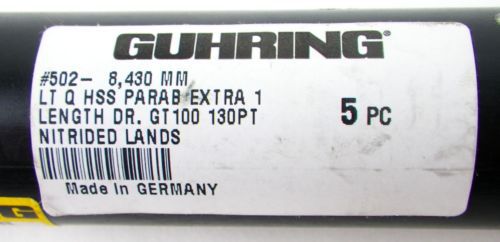 GUHRING
#502- 8,430 MM
LT Q HSS PARAB EXTRA 1
LENGTH DR. GT100 130PT
NITRIDED LANDS
5 PC
Made In GERMANY